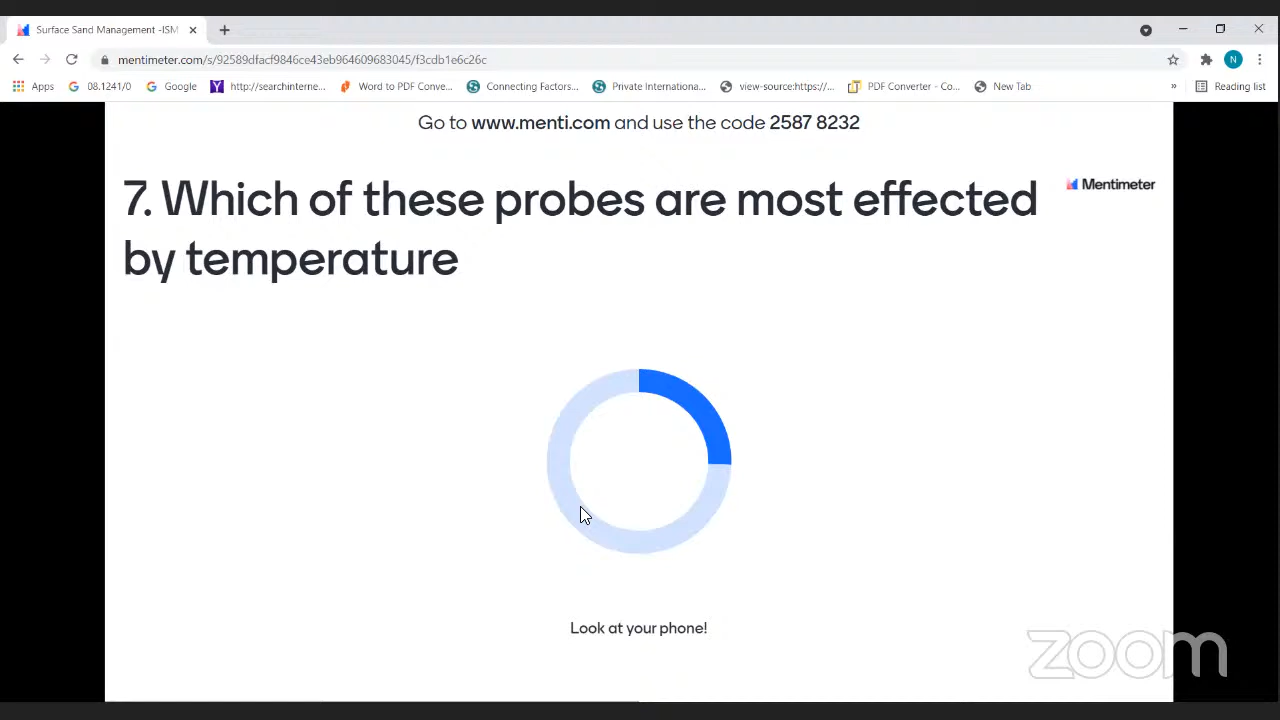 Surface Sand Management -ISM
mentimeter.com/s/92589dfacf9846ce43eb964609683045/f3cdb1e6c26c
N
Apps
08.1241/0
Google
http://searchinterne...
Word to PDF Conve...
Connecting Factors...
Private Internationa...
view-source:https://...
PDF Converter - Co...
New Tab
»
Reading list
Go to www.menti.com and use the code 2587 8232
7. Which of these probes are most effected
by temperature
Mentimeter
Look at your phone!
zoom